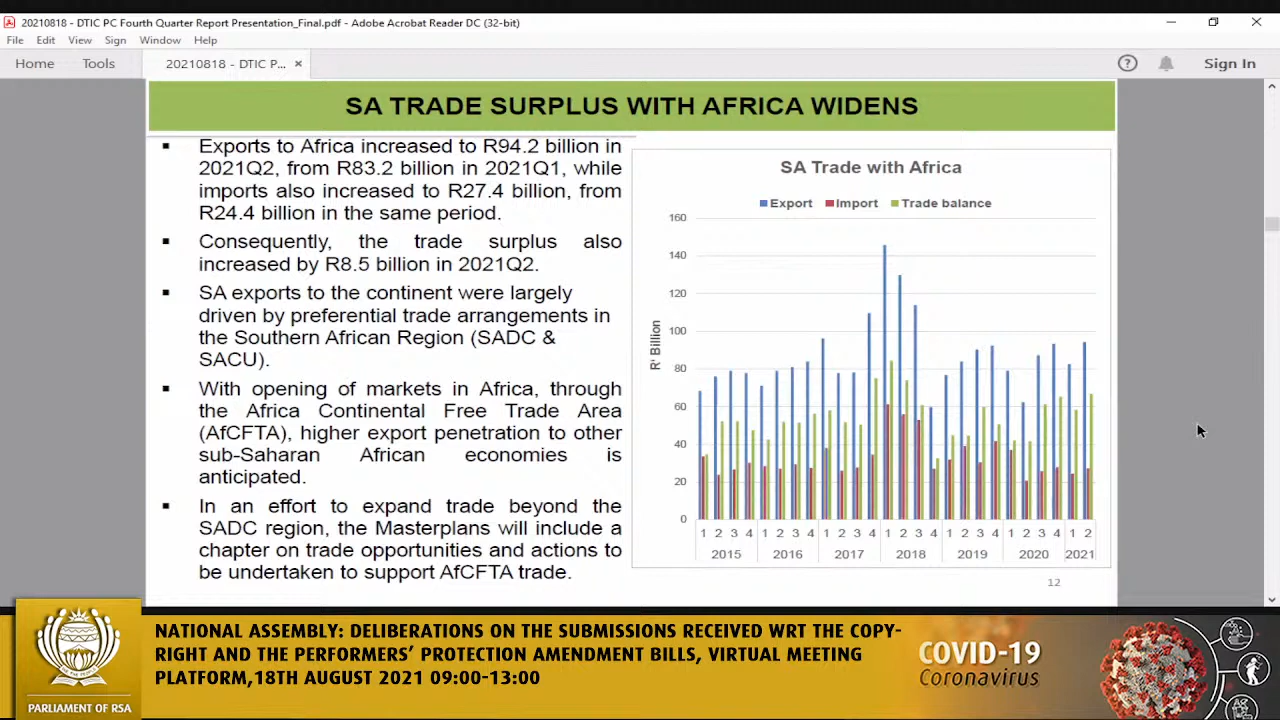 20210818 - DTIC PC Fourth Quarter Report Presentation_Final.pdf - Adobe Acrobat Reader DC (32-bit)
File Edit View Sign Window Help
Home Tools 20210818 - DTIC P... × Sign In
SA TRADE SURPLUS WITH AFRICA WIDENS
▪ Exports to Africa increased to R94.2 billion in
2021Q2, from R83.2 billion in 2021Q1, while
imports also increased to R27.4 billion, from
R24.4 billion in the same period.
▪ Consequently, the trade surplus also
increased by R8.5 billion in 2021Q2.
▪ SA exports to the continent were largely
driven by preferential trade arrangements in
the Southern African Region (SADC &
SACU).
▪ With opening of markets in Africa, through
the Africa Continental Free Trade Area
(AfCFTA), higher export penetration to other
sub-Saharan African economies is
anticipated.
▪ In an effort to expand trade beyond the
SADC region, the Masterplans will include a
chapter on trade opportunities and actions to
be undertaken to support AfCFTA trade.
SA Trade with Africa
Export Import Trade balance
R' Billion
160
140
120
100
80
60
40
20
0
1 2 3 4 1 2 3 4 1 2 3 4 1 2 3 4 1 2 3 4 1 2 3 4 1 2
2015 2016 2017 2018 2019 2020 2021
12
NATIONAL ASSEMBLY: DELIBERATIONS ON THE SUBMISSIONS RECEIVED WRT THE COPY-
RIGHT AND THE PERFORMERS' PROTECTION AMENDMENT BILLS, VIRTUAL MEETING
PLATFORM,18TH AUGUST 2021 09:00-13:00
PARLIAMENT OF RSA
COVID-19
Coronavirus